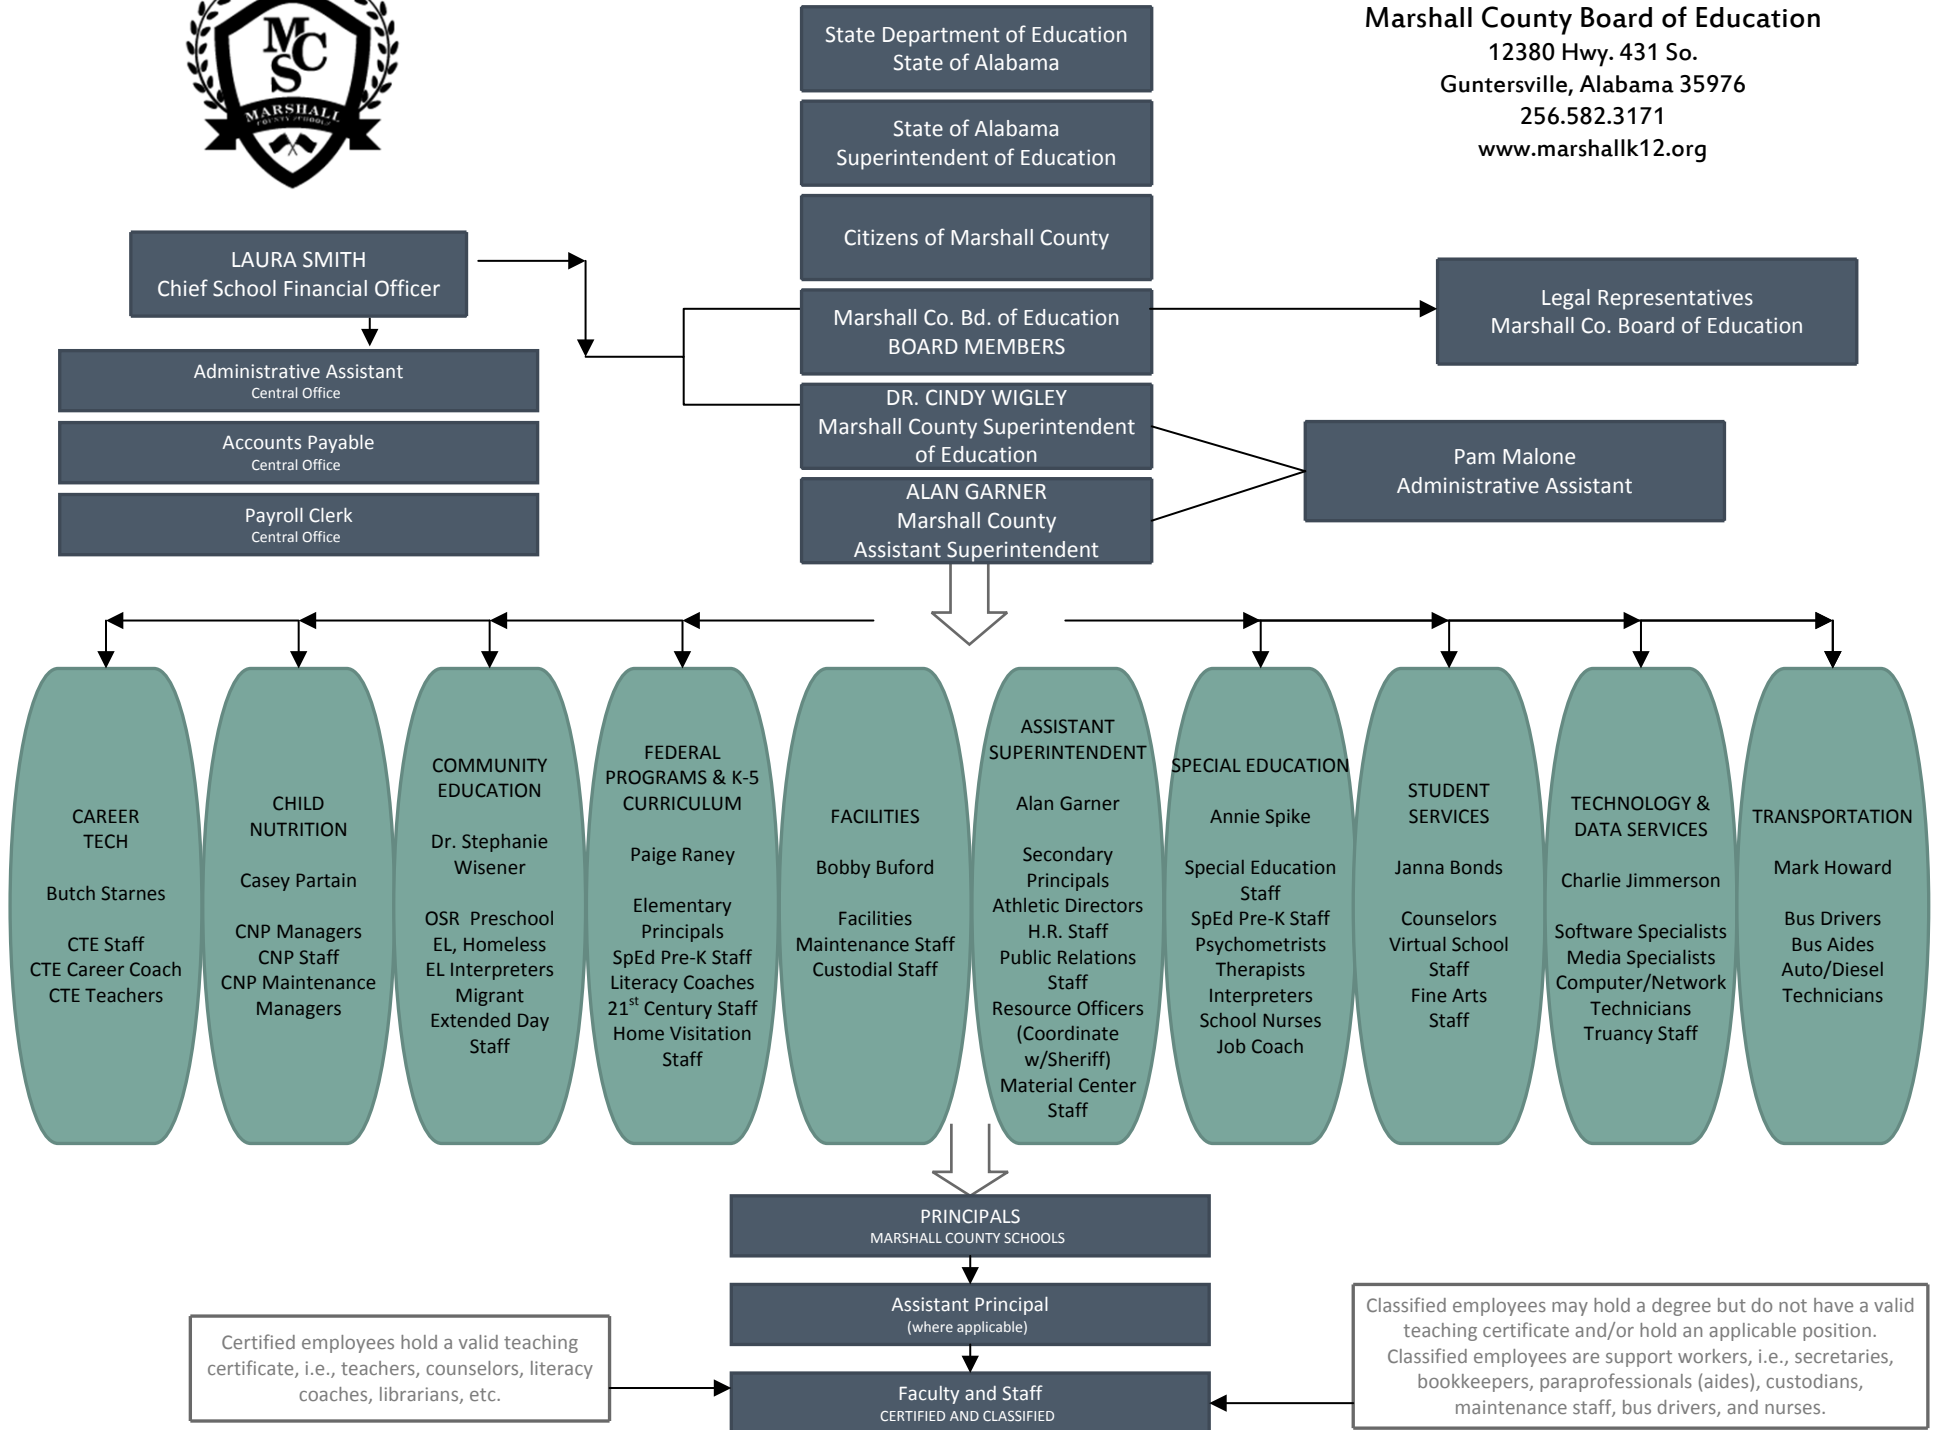 MCS
MARSHALL
COUNTY SCHOOLS
Marshall County Board of Education
12380 Hwy. 431 So.
Guntersville, Alabama 35976
256.582.3171
www.marshallk12.org
State Department of Education
State of Alabama
State of Alabama
Superintendent of Education
Citizens of Marshall County
LAURA SMITH
Chief School Financial Officer
Administrative Assistant
Central Office
Accounts Payable
Central Office
Payroll Clerk
Central Office
Marshall Co. Bd. of Education
BOARD MEMBERS
Legal Representatives
Marshall Co. Board of Education
DR. CINDY WIGLEY
Marshall County Superintendent
of Education
ALAN GARNER
Marshall County
Assistant Superintendent
Pam Malone
Administrative Assistant
CAREER
TECH
Butch Starnes
CTE Staff
CTE Career Coach
CTE Teachers
CHILD
NUTRITION
Casey Partain
CNP Managers
CNP Staff
CNP Maintenance
Managers
COMMUNITY
EDUCATION
Dr. Stephanie
Wisener
OSR  Preschool
EL, Homeless
EL Interpreters
Migrant
Extended Day
Staff
FEDERAL
PROGRAMS & K-5
CURRICULUM
Paige Raney
Elementary
Principals
SpEd Pre-K Staff
Literacy Coaches
21st Century Staff
Home Visitation
Staff
FACILITIES
Bobby Buford
Facilities
Maintenance Staff
Custodial Staff
ASSISTANT
SUPERINTENDENT
Alan Garner
Secondary
Principals
Athletic Directors
H.R. Staff
Public Relations
Staff
Resource Officers
(Coordinate
w/Sheriff)
Material Center
Staff
SPECIAL EDUCATION
Annie Spike
Special Education
Staff
SpEd Pre-K Staff
Psychometrists
Therapists
Interpreters
School Nurses
Job Coach
STUDENT
SERVICES
Janna Bonds
Counselors
Virtual School
Staff
Fine Arts
Staff
TECHNOLOGY &
DATA SERVICES
Charlie Jimmerson
Software Specialists
Media Specialists
Computer/Network
Technicians
Truancy Staff
TRANSPORTATION
Mark Howard
Bus Drivers
Bus Aides
Auto/Diesel
Technicians
PRINCIPALS
MARSHALL COUNTY SCHOOLS
Assistant Principal
(where applicable)
Faculty and Staff
CERTIFIED AND CLASSIFIED
Certified employees hold a valid teaching
certificate, i.e., teachers, counselors, literacy
coaches, librarians, etc.
Classified employees may hold a degree but do not have a valid
teaching certificate and/or hold an applicable position.
Classified employees are support workers, i.e., secretaries,
bookkeepers, paraprofessionals (aides), custodians,
maintenance staff, bus drivers, and nurses.